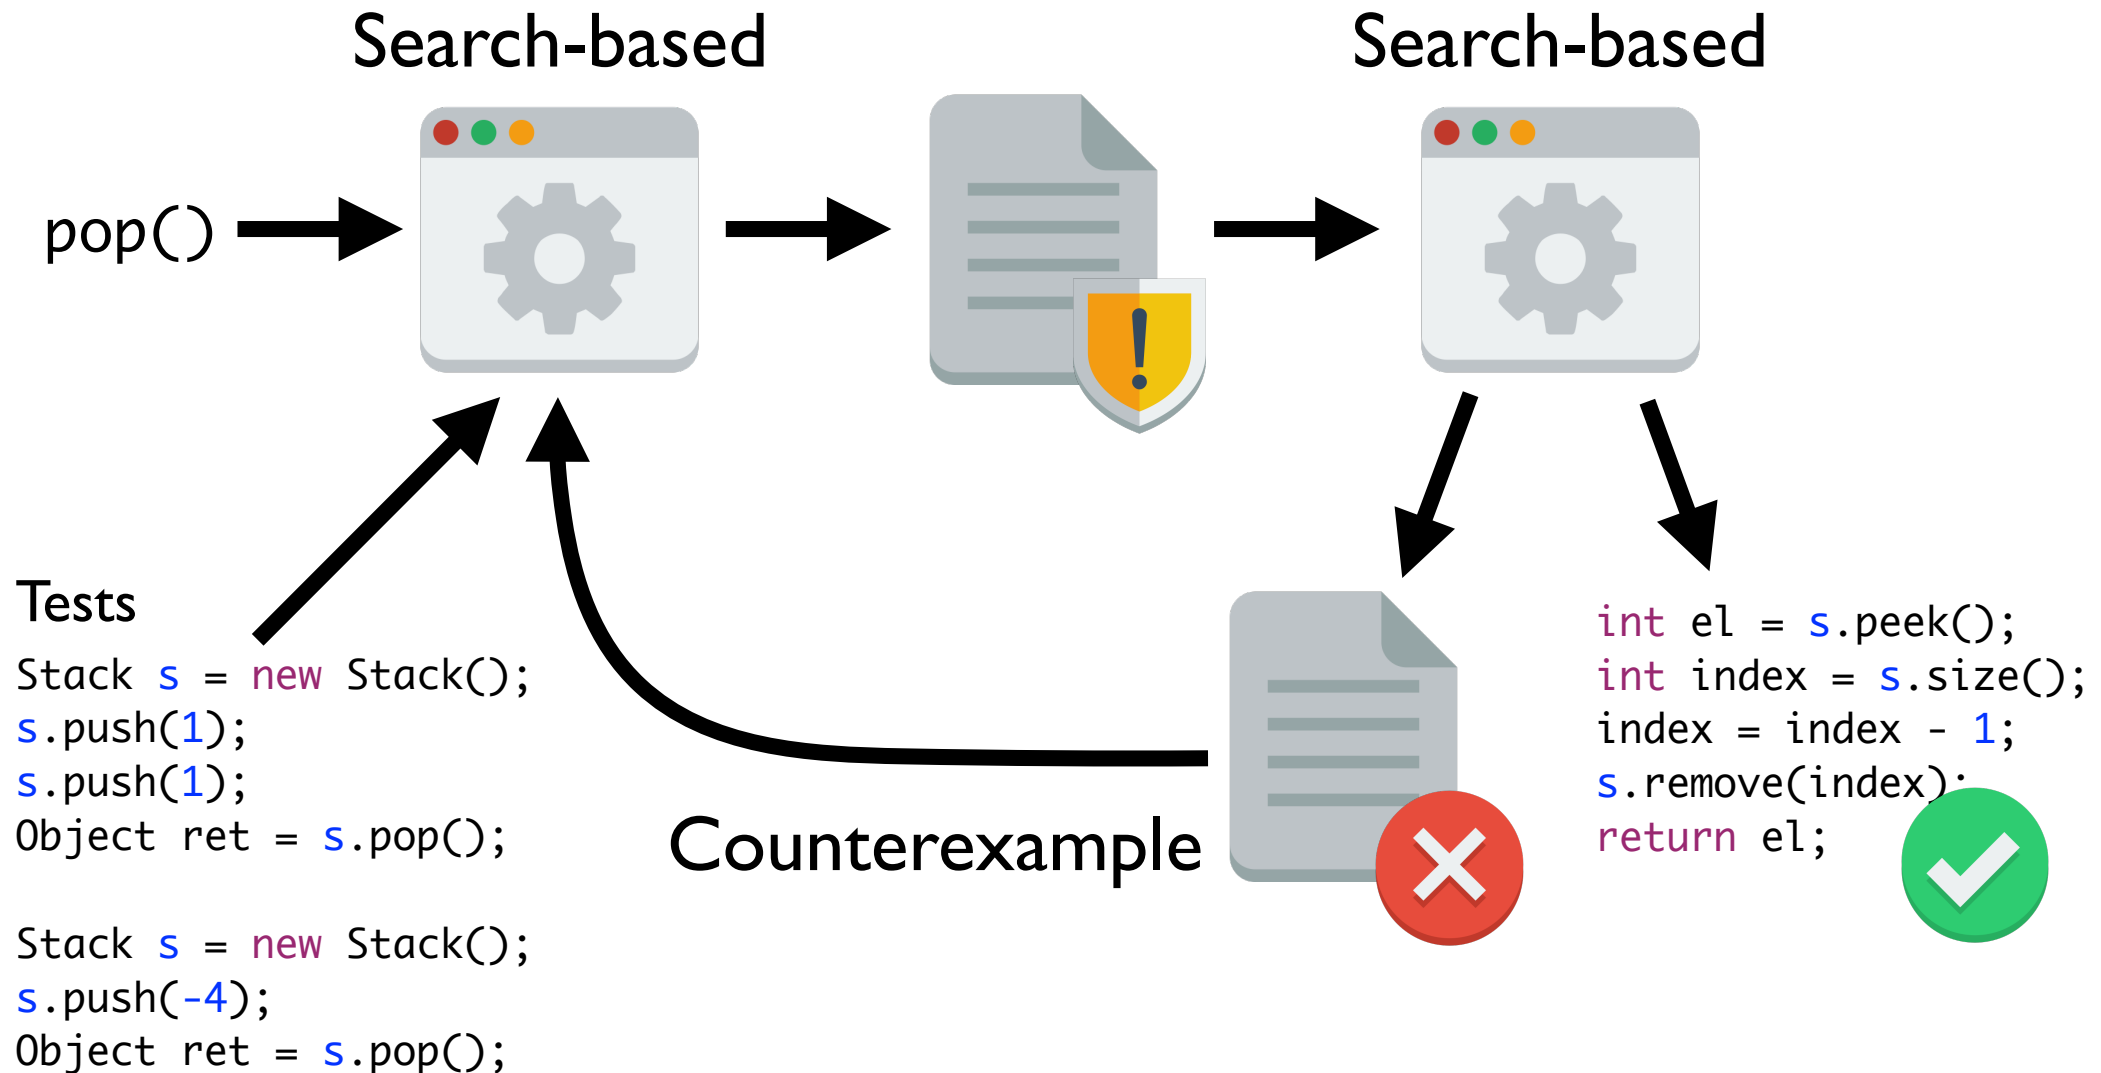 Search-based
Search-based
pop()
Tests
Stack s = new Stack();
s.push(1);
s.push(1);
Object ret = s.pop();
Stack s = new Stack();
s.push(-4);
Object ret = s.pop();
Counterexample
int el = s.peek();
int index = s.size();
index = index - 1;
s.remove(index);
return el;